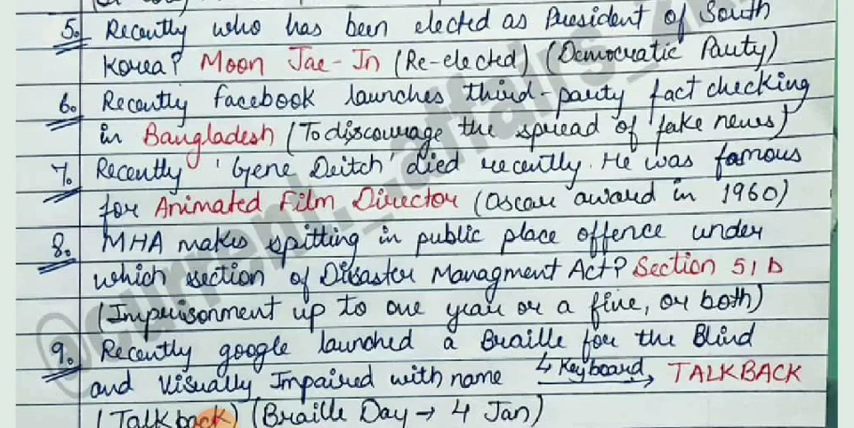 5. Recently who has been elected as President of South
Korea? Moon Jae-In (Re-elected) (Democratic Party)
6. Recently facebook launches third-party fact checking
in Bangladesh (To discourage the spread of fake news)
7. Recently 'Gene Deitch' died recently. He was famous
for Animated Film Director (Oscar award in 1960)
8. MHA makes spitting in public place offence under
which section of Disaster Managment Act? Section 51 b
(Imprisonment up to one year or a fine, or both)
9. Recently google launched a Braille for the Blind
and Visually Impaired with name ↳ Keyboard → TALKBACK
(Talkback) (Braille Day → 4 Jan)